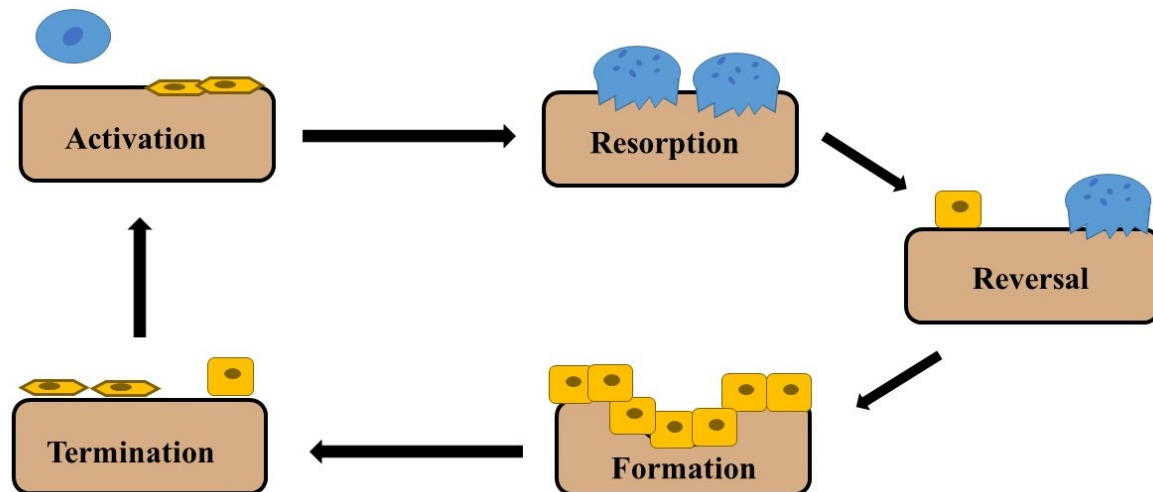 Activation
Resorption
Reversal
Formation
Termination